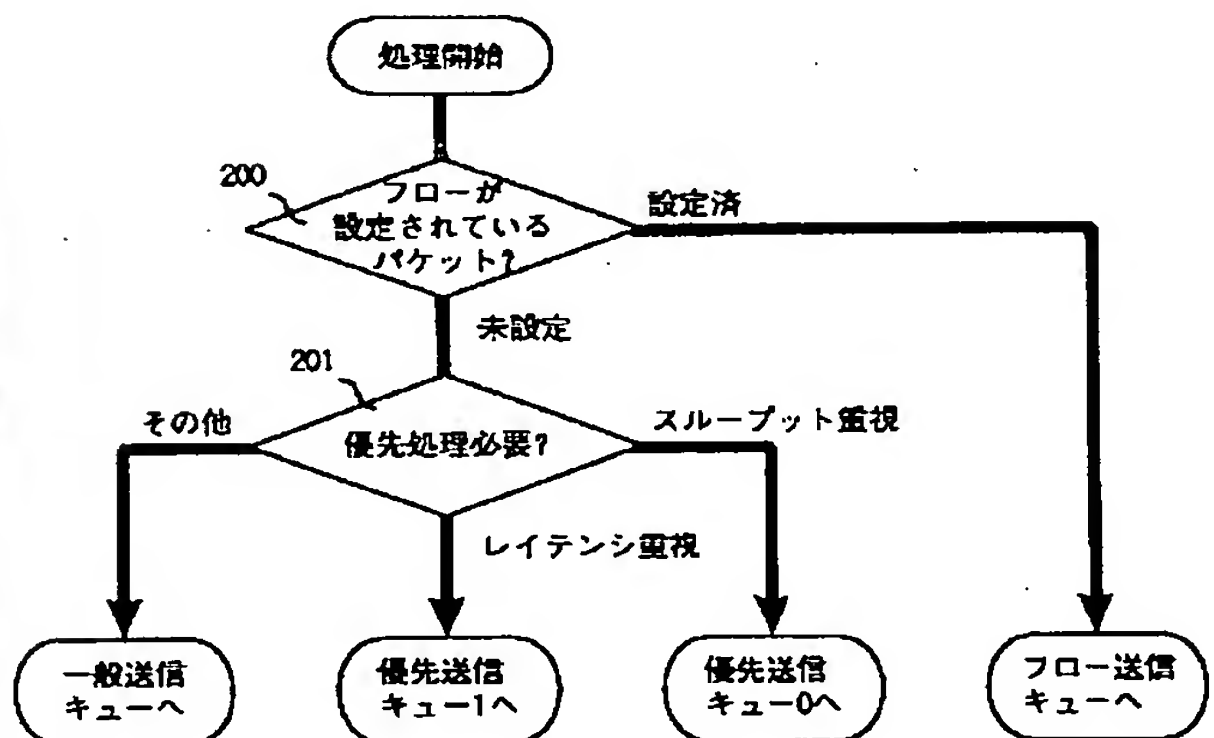 処理開始
200
フローが
設定されている
パケット?
設定済
未設定
201
優先処理必要?
その他
スループット重視
レイテンシ重視
一般送信
キューへ
優先送信
キュー1へ
優先送信
キュー0へ
フロー送信
キューへ